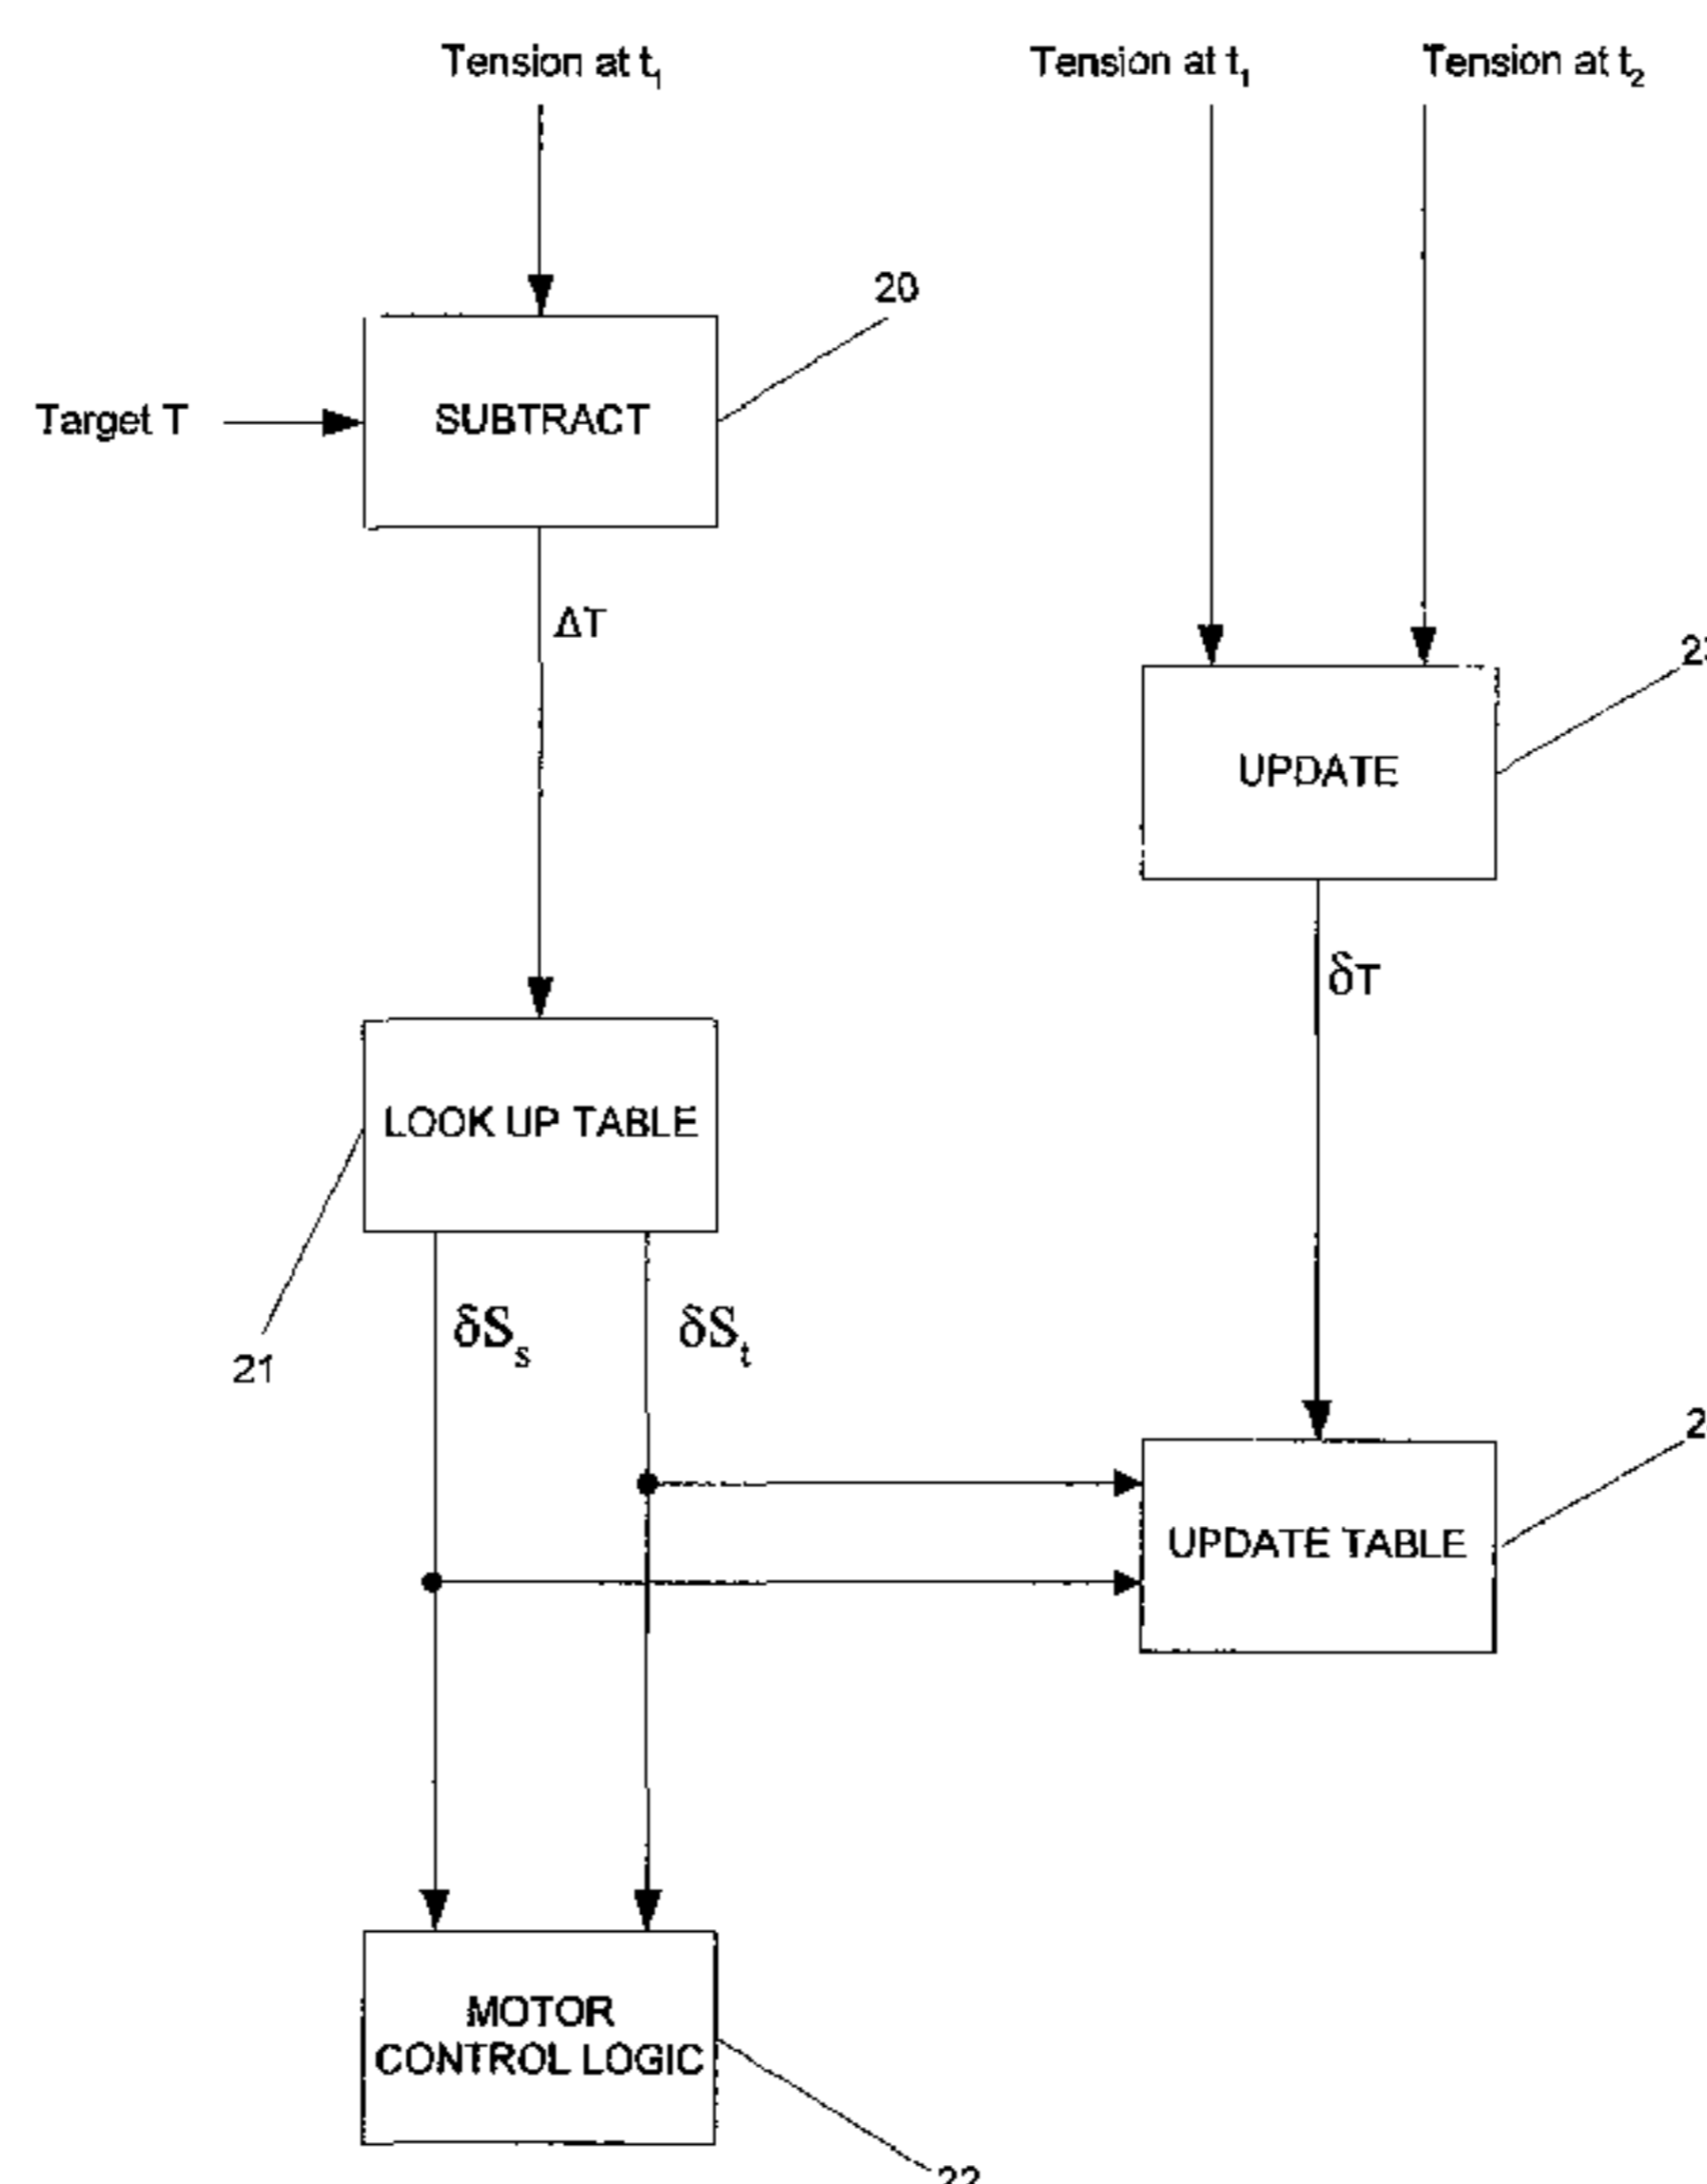 Tension at t₁
Tension at t₁
Tension at t₂
20
Target T
SUBTRACT
ΔT
UPDATE
δT
LOOK UP TABLE
δSₛ
δSₜ
21
UPDATE TABLE
MOTOR
CONTROL LOGIC
22